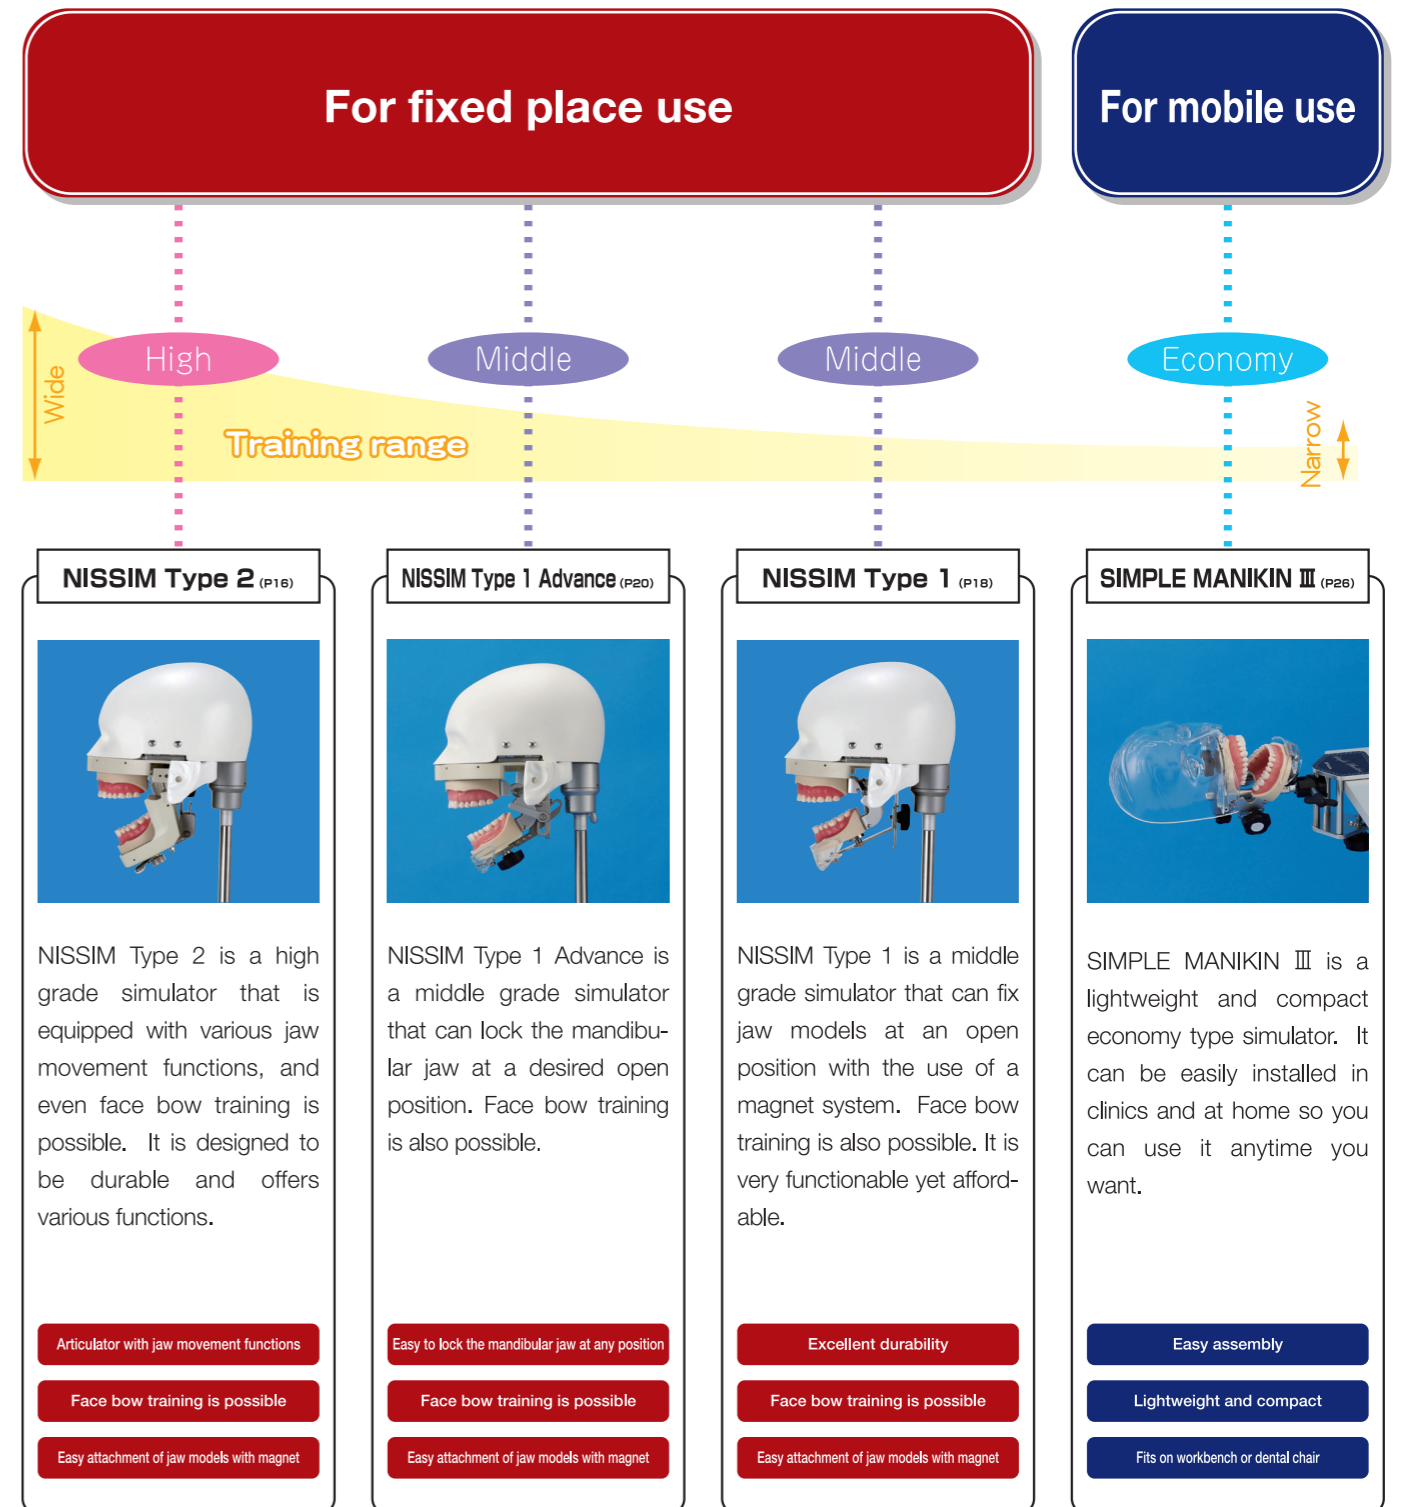 For fixed place use
For mobile use
High
Middle
Middle
Economy
Wide
Training range
Narrow
NISSIM Type 2 (P16)
NISSIM Type 2 is a high
grade simulator that is
equipped with various jaw
movement functions, and
even face bow training is
possible. It is designed to
be durable and offers
various functions.
Articulator with jaw movement functions
Face bow training is possible
Easy attachment of jaw models with magnet
NISSIM Type 1 Advance (P20)
NISSIM Type 1 Advance is
a middle grade simulator
that can lock the mandibu-
lar jaw at a desired open
position. Face bow training
is also possible.
Easy to lock the mandibular jaw at any position
Face bow training is possible
Easy attachment of jaw models with magnet
NISSIM Type 1 (P18)
NISSIM Type 1 is a middle
grade simulator that can fix
jaw models at an open
position with the use of a
magnet system. Face bow
training is also possible. It is
very functionable yet afford-
able.
Excellent durability
Face bow training is possible
Easy attachment of jaw models with magnet
SIMPLE MANIKIN Ⅲ (P26)
SIMPLE MANIKIN Ⅲ is a
lightweight and compact
economy type simulator. It
can be easily installed in
clinics and at home so you
can use it anytime you
want.
Easy assembly
Lightweight and compact
Fits on workbench or dental chair